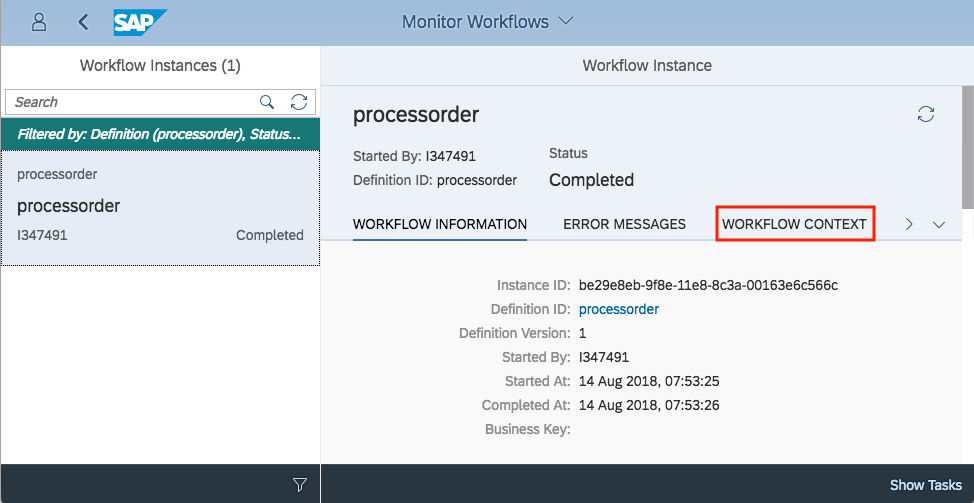 SAP
Monitor Workflows
Workflow Instances (1)
Search
Filtered by: Definition (processorder), Status...
processorder
processorder
I347491
Completed
Workflow Instance
processorder
Started By: I347491
Definition ID: processorder
Status
Completed
WORKFLOW INFORMATION
ERROR MESSAGES
WORKFLOW CONTEXT
Instance ID: be29e8eb-9f8e-11e8-8c3a-00163e6c566c
Definition ID: processorder
Definition Version: 1
Started By: I347491
Started At: 14 Aug 2018, 07:53:25
Completed At: 14 Aug 2018, 07:53:26
Business Key:
Show Tasks